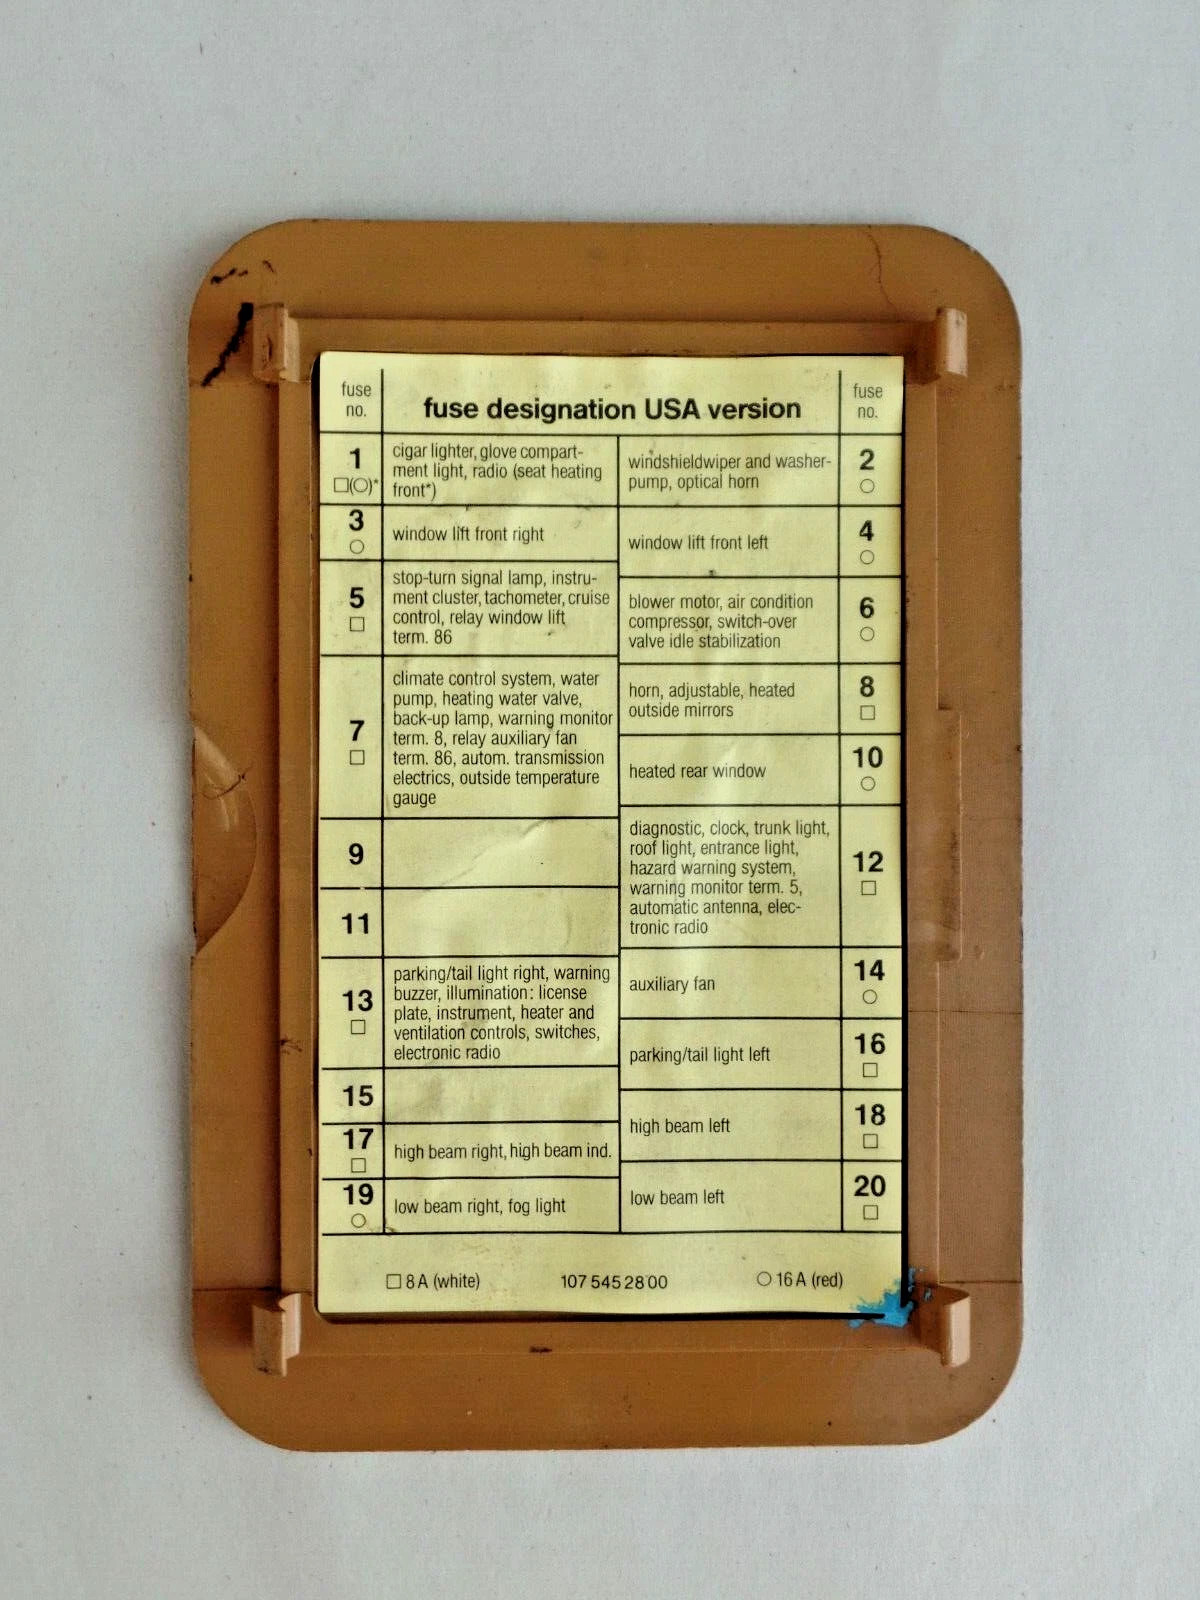 fuse no.
fuse designation USA version
fuse no.
1
□(○)*
cigar lighter, glove compart-
ment light, radio (seat heating
front*)
windshieldwiper and washer-
pump, optical horn
2
○
3
○
window lift front right
window lift front left
4
○
5
□
stop-turn signal lamp, instru-
ment cluster, tachometer, cruise
control, relay window lift
term. 86
blower motor, air condition
compressor, switch-over
valve idle stabilization
6
○
7
□
climate control system, water
pump, heating water valve,
back-up lamp, warning monitor
term. 8, relay auxiliary fan
term. 86, autom. transmission
electrics, outside temperature
gauge
horn, adjustable, heated
outside mirrors
8
□
heated rear window
10
○
9
diagnostic, clock, trunk light,
roof light, entrance light,
hazard warning system,
warning monitor term. 5,
automatic antenna, elec-
tronic radio
12
□
11
13
□
parking/tail light right, warning
buzzer, illumination: license
plate, instrument, heater and
ventilation controls, switches,
electronic radio
auxiliary fan
14
○
parking/tail light left
16
□
15
high beam left
18
□
17
□
high beam right, high beam ind.
19
○
low beam right, fog light
low beam left
20
□
□ 8 A (white)
107 545 28 00
○ 16 A (red)